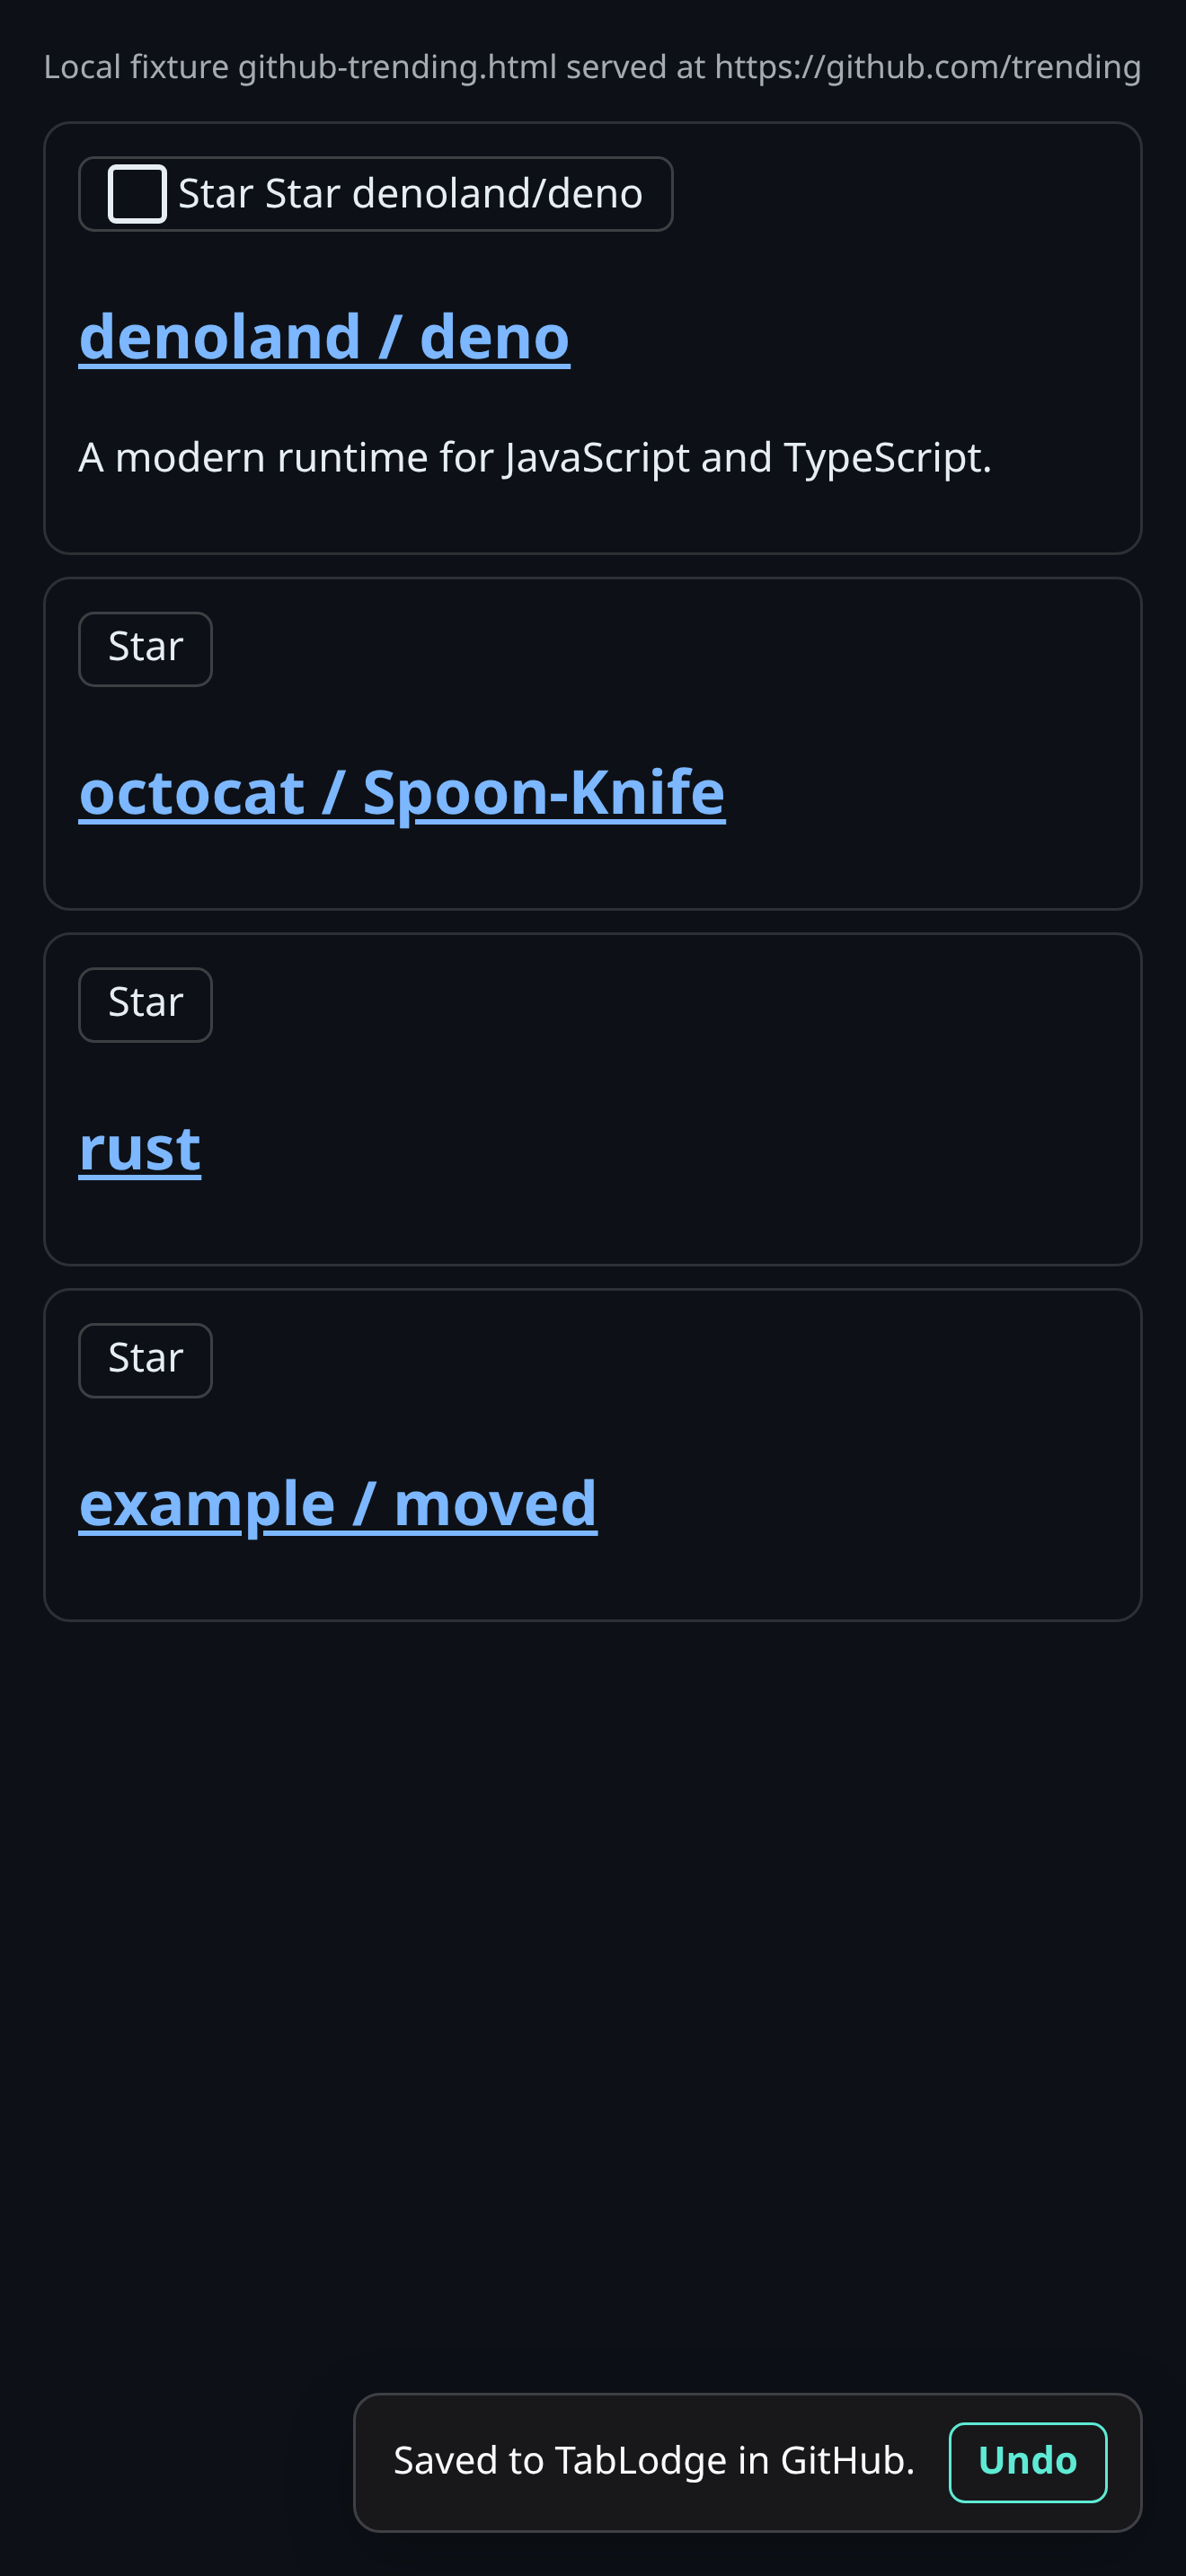 Local fixture github-trending.html served at https://github.com/trending
Star Star denoland/deno
denoland / deno
A modern runtime for JavaScript and TypeScript.
Star
octocat / Spoon-Knife
Star
rust
Star
example / moved
Saved to TabLodge in GitHub.
Undo